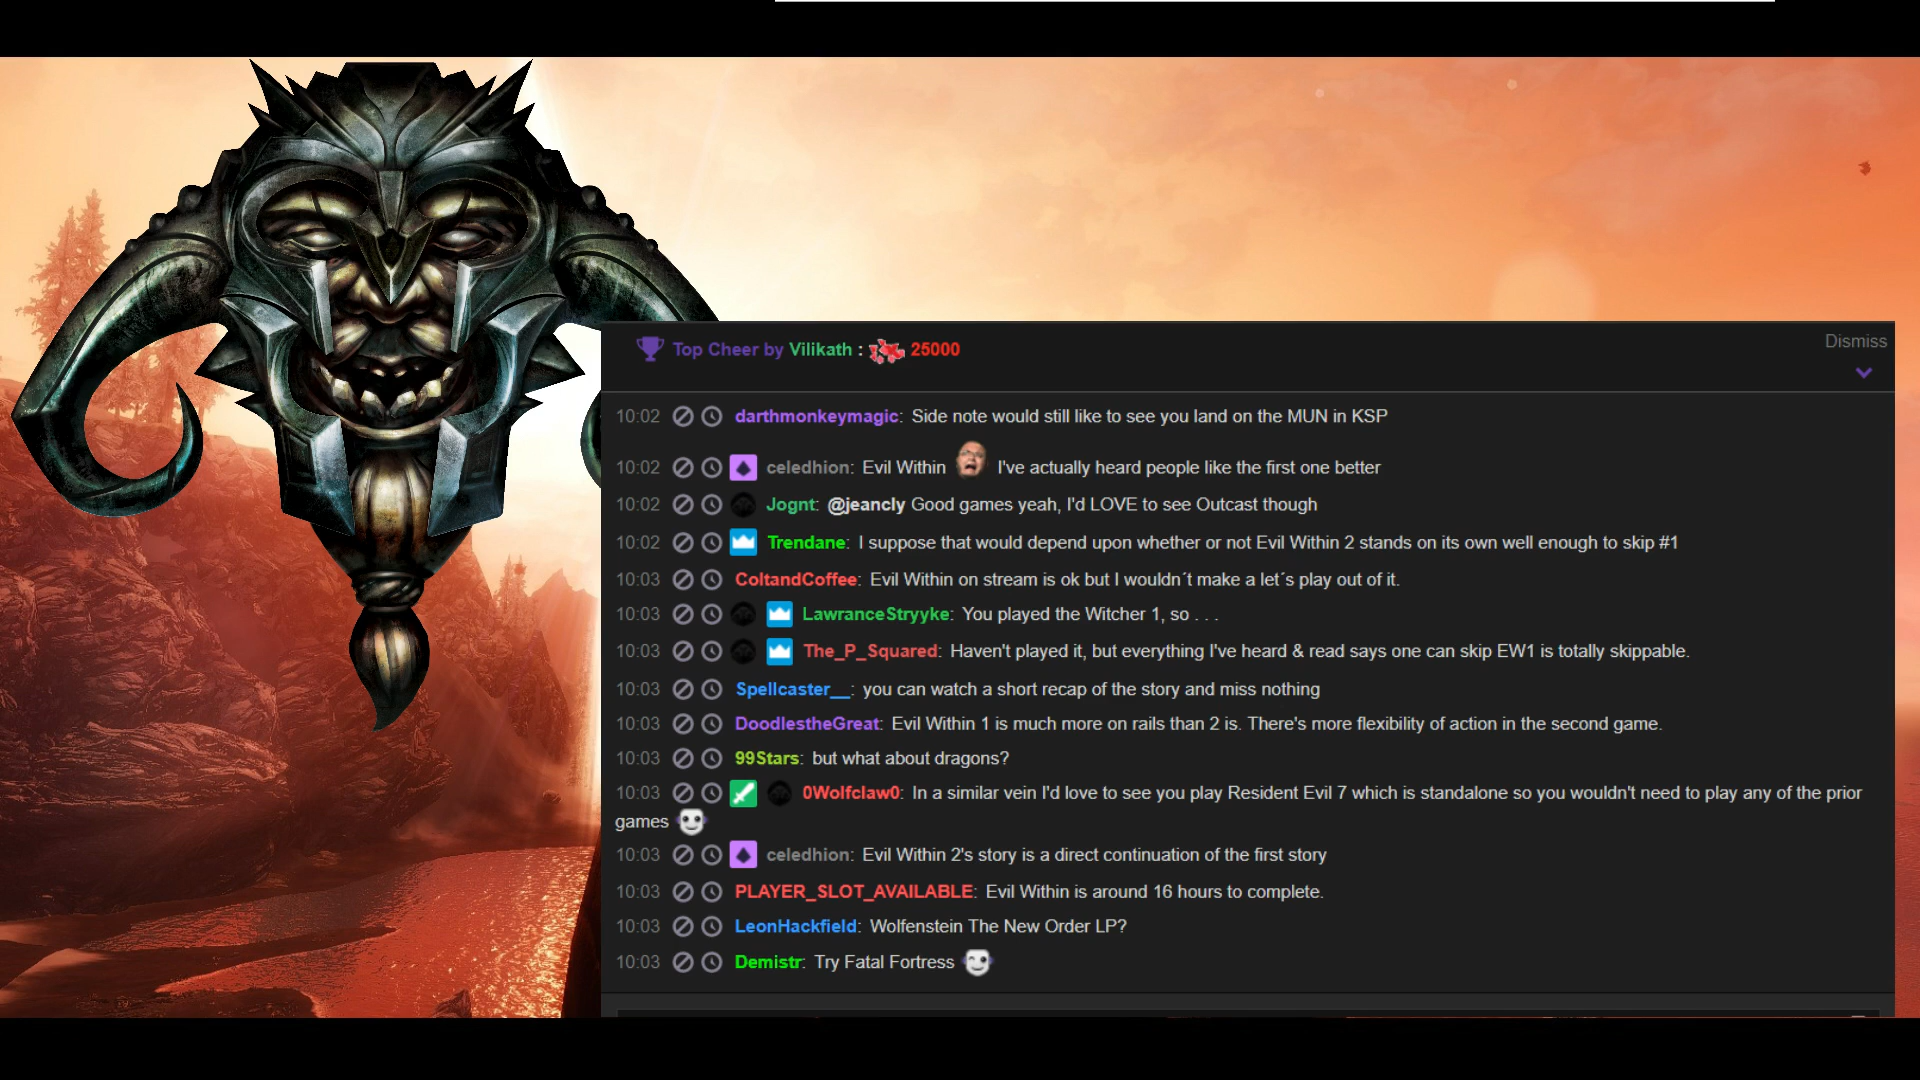 Top Cheer by Vilikath : 25000
Dismiss
10:02 darthmonkeymagic: Side note would still like to see you land on the MUN in KSP
10:02 celedhion: Evil Within I've actually heard people like the first one better
10:02 Jognt: @jeancly Good games yeah, I'd LOVE to see Outcast though
10:02 Trendane: I suppose that would depend upon whether or not Evil Within 2 stands on its own well enough to skip #1
10:03 ColtandCoffee: Evil Within on stream is ok but I wouldn´t make a let´s play out of it.
10:03 LawranceStryyke: You played the Witcher 1, so . . .
10:03 The_P_Squared: Haven't played it, but everything I've heard & read says one can skip EW1 is totally skippable.
10:03 Spellcaster__: you can watch a short recap of the story and miss nothing
10:03 DoodlestheGreat: Evil Within 1 is much more on rails than 2 is. There's more flexibility of action in the second game.
10:03 99Stars: but what about dragons?
10:03 0Wolfclaw0: In a similar vein I'd love to see you play Resident Evil 7 which is standalone so you wouldn't need to play any of the prior
games
10:03 celedhion: Evil Within 2's story is a direct continuation of the first story
10:03 PLAYER_SLOT_AVAILABLE: Evil Within is around 16 hours to complete.
10:03 LeonHackfield: Wolfenstein The New Order LP?
10:03 Demistr: Try Fatal Fortress